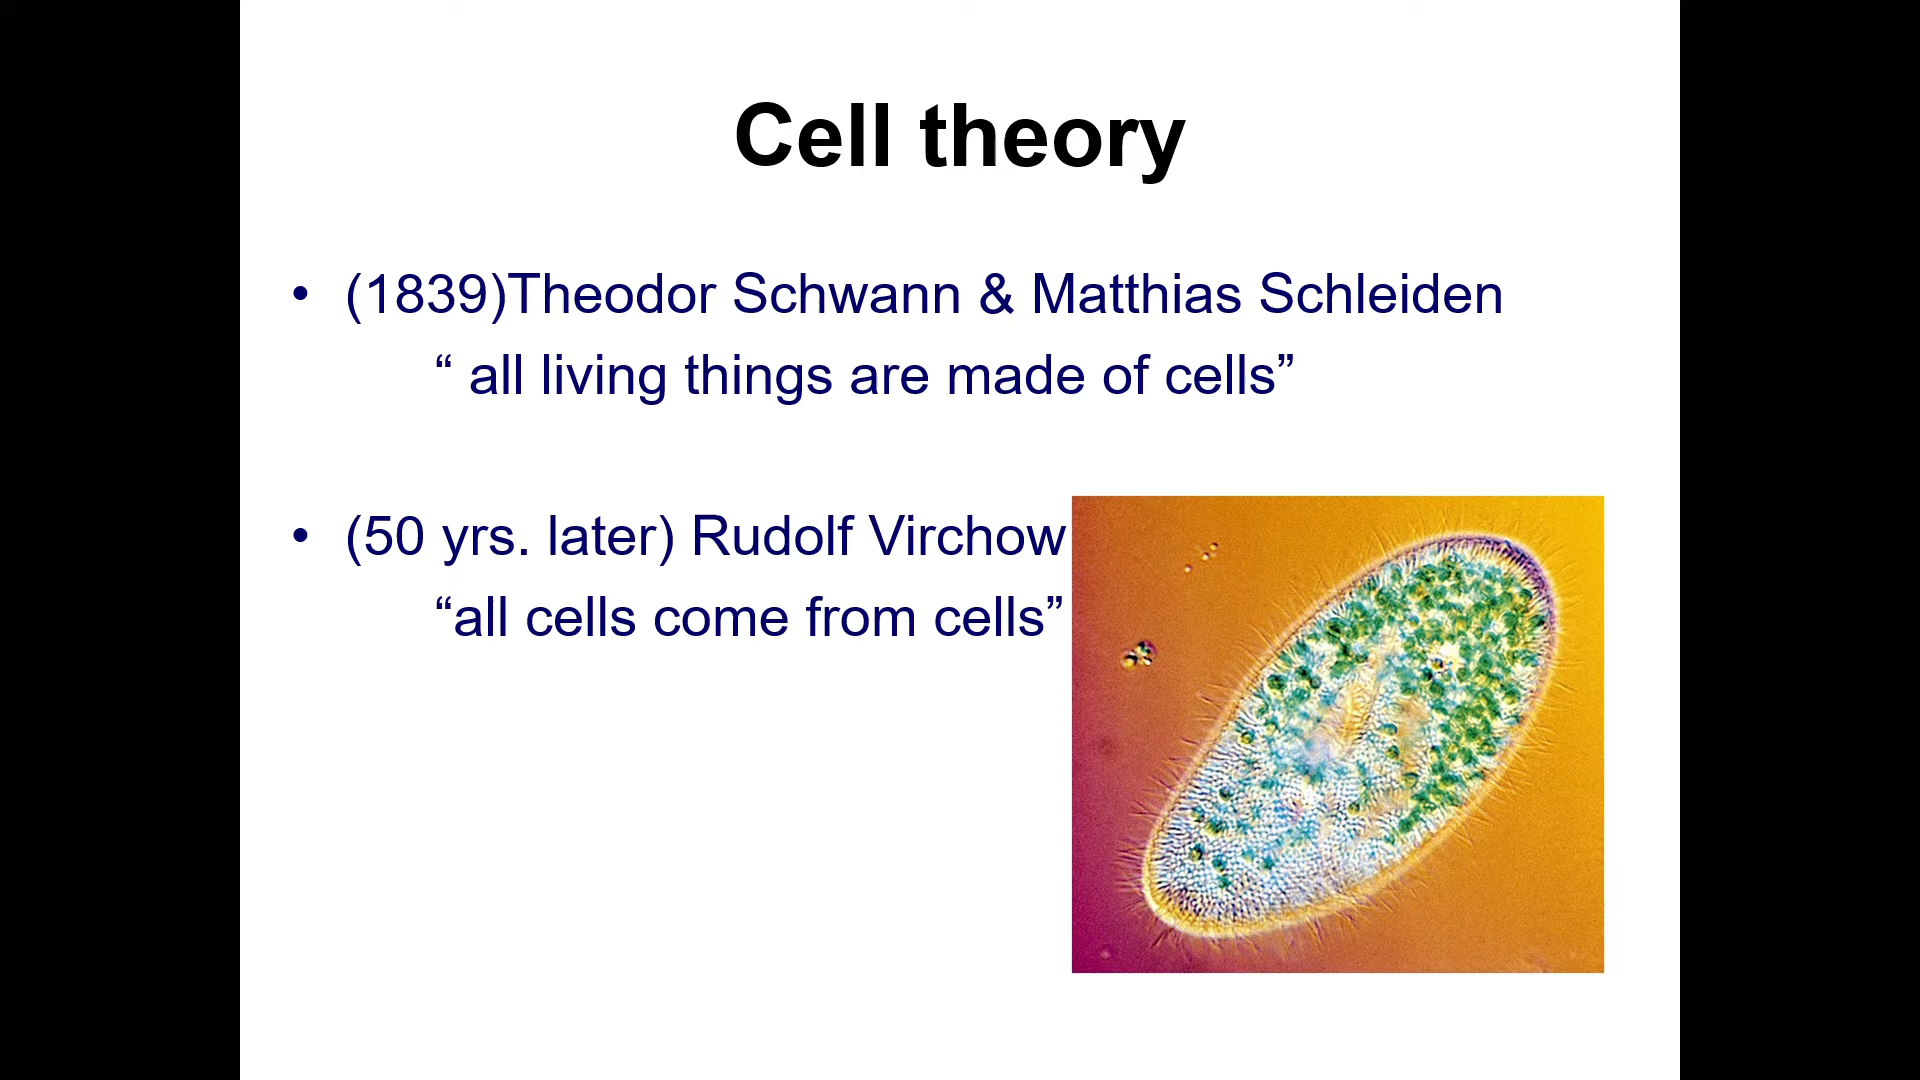 Cell theory
• (1839)Theodor Schwann & Matthias Schleiden
“ all living things are made of cells”
• (50 yrs. later) Rudolf Virchow
“all cells come from cells”